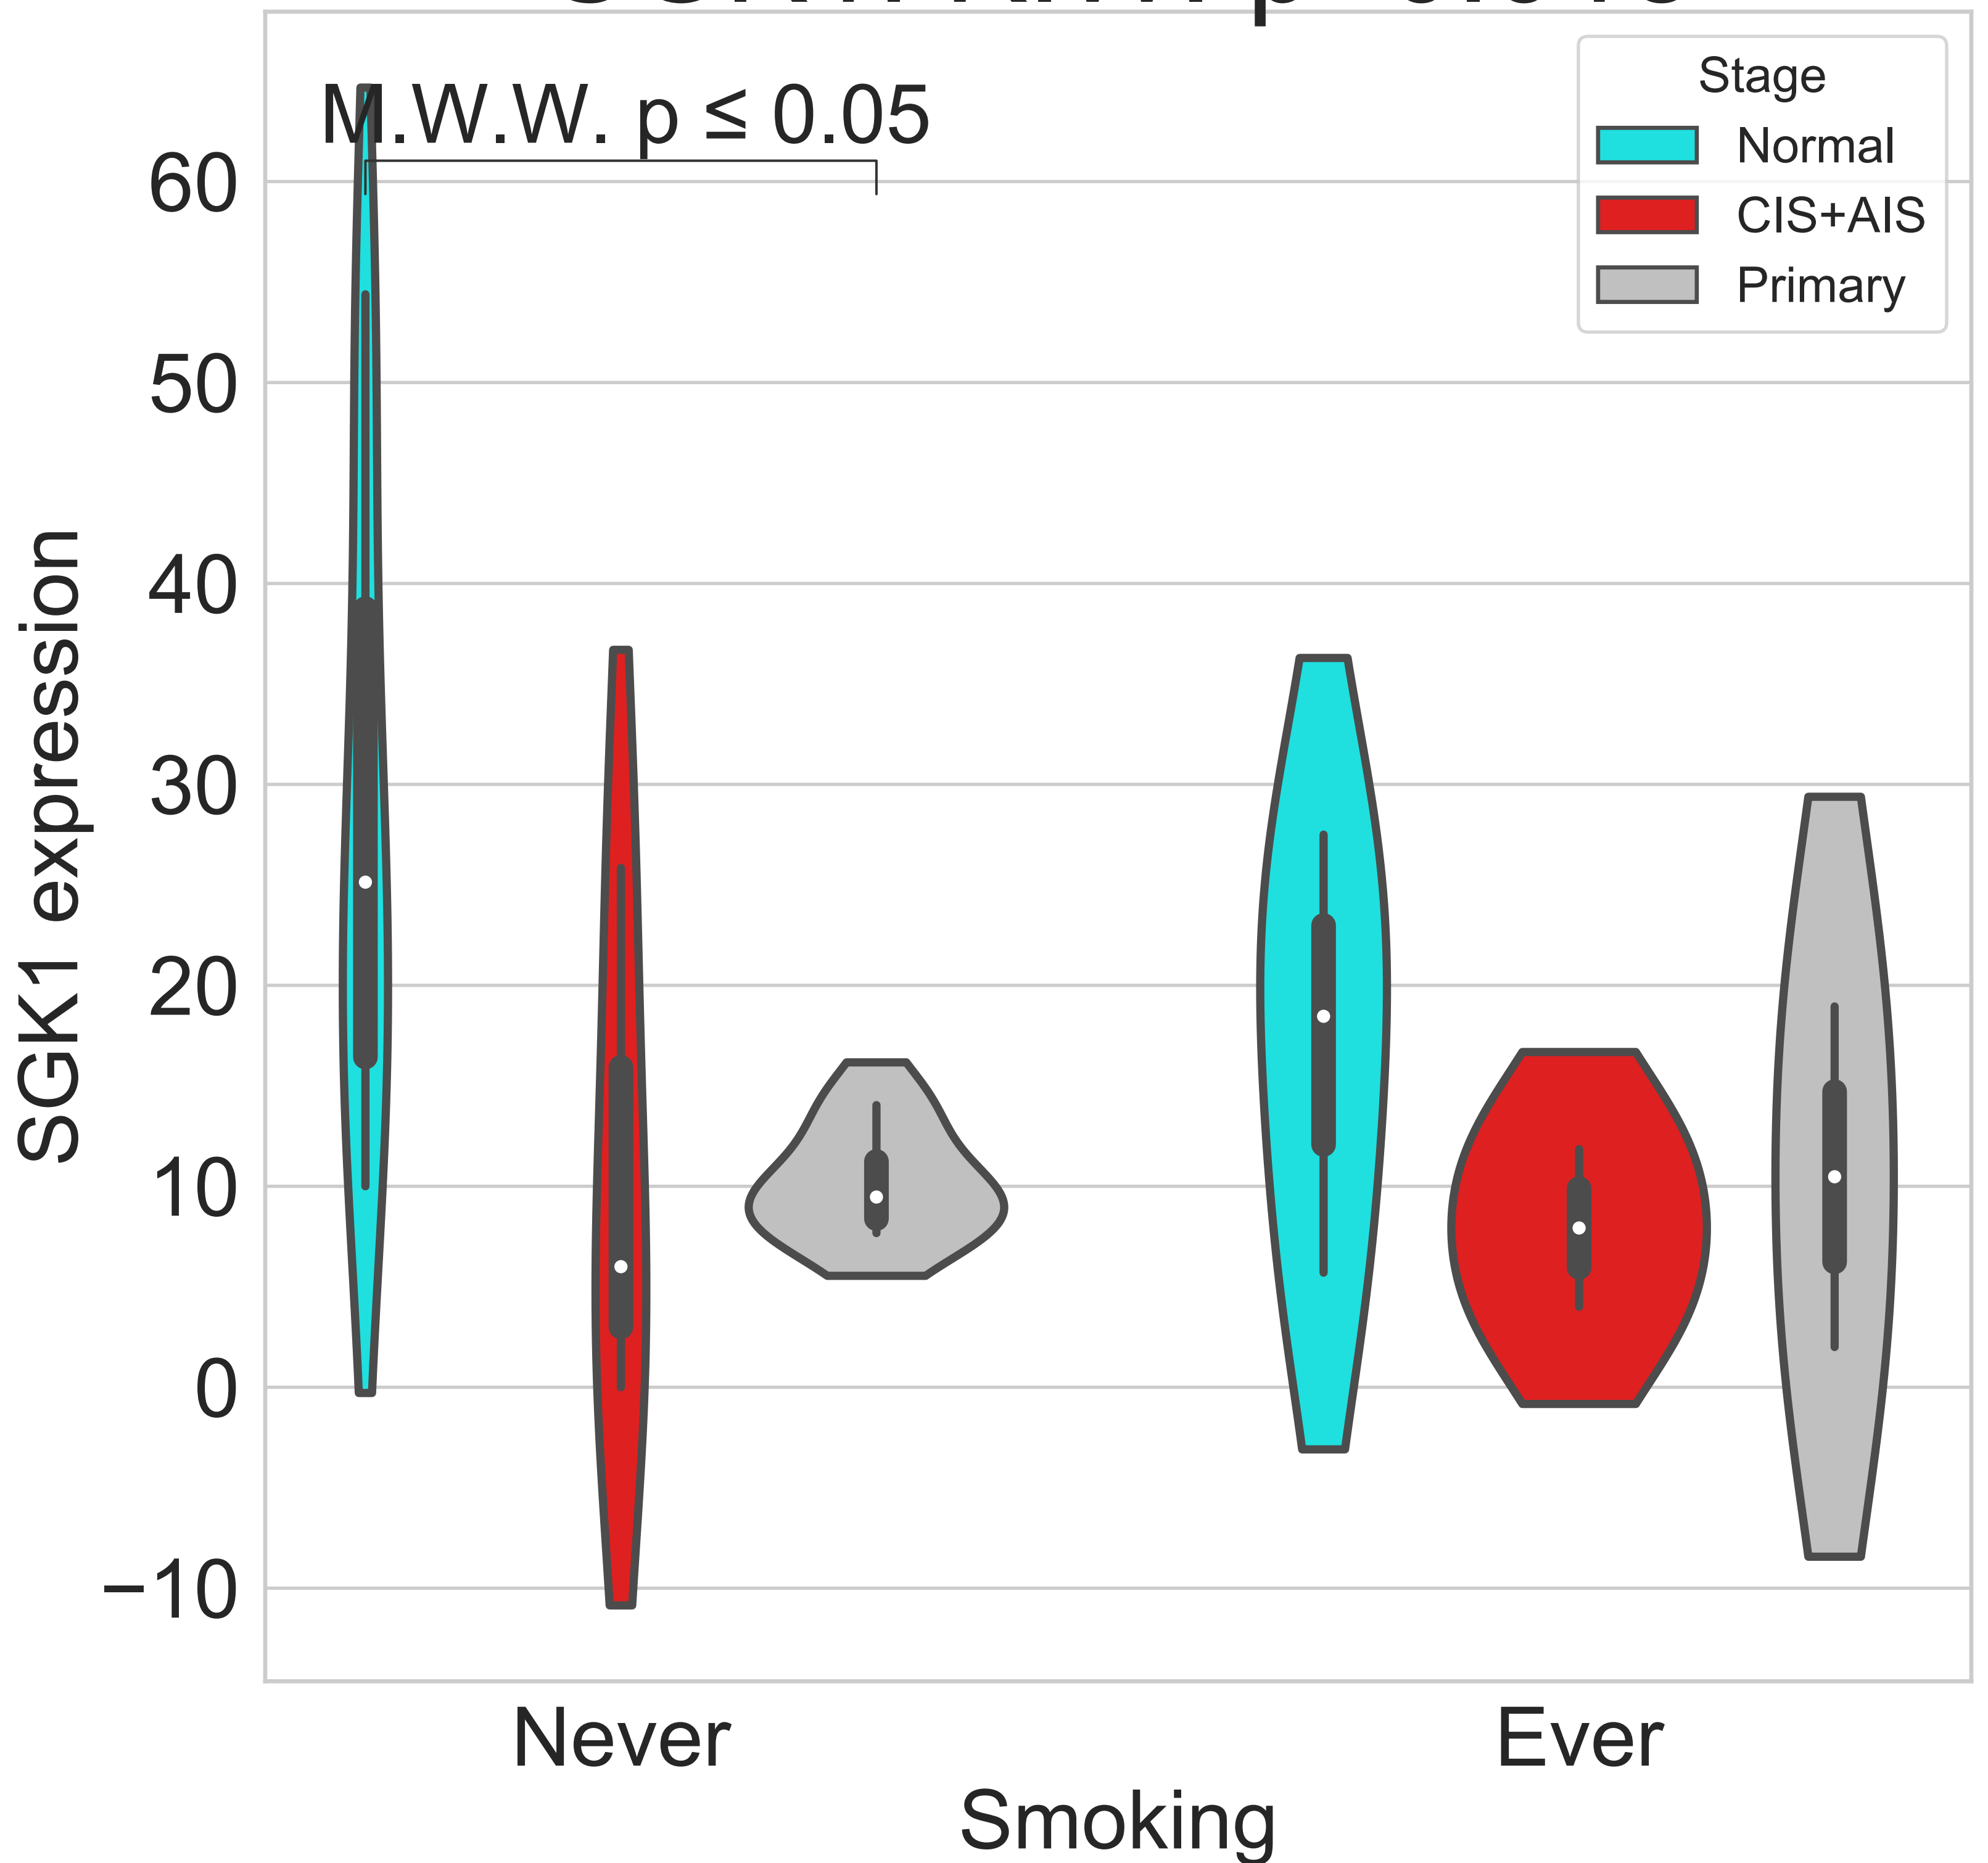 M.W.W. p ≤ 0.05
Stage
Normal
CIS+AIS
Primary
60
50
40
30
20
10
0
−10
SGK1 expression
Never
Ever
Smoking